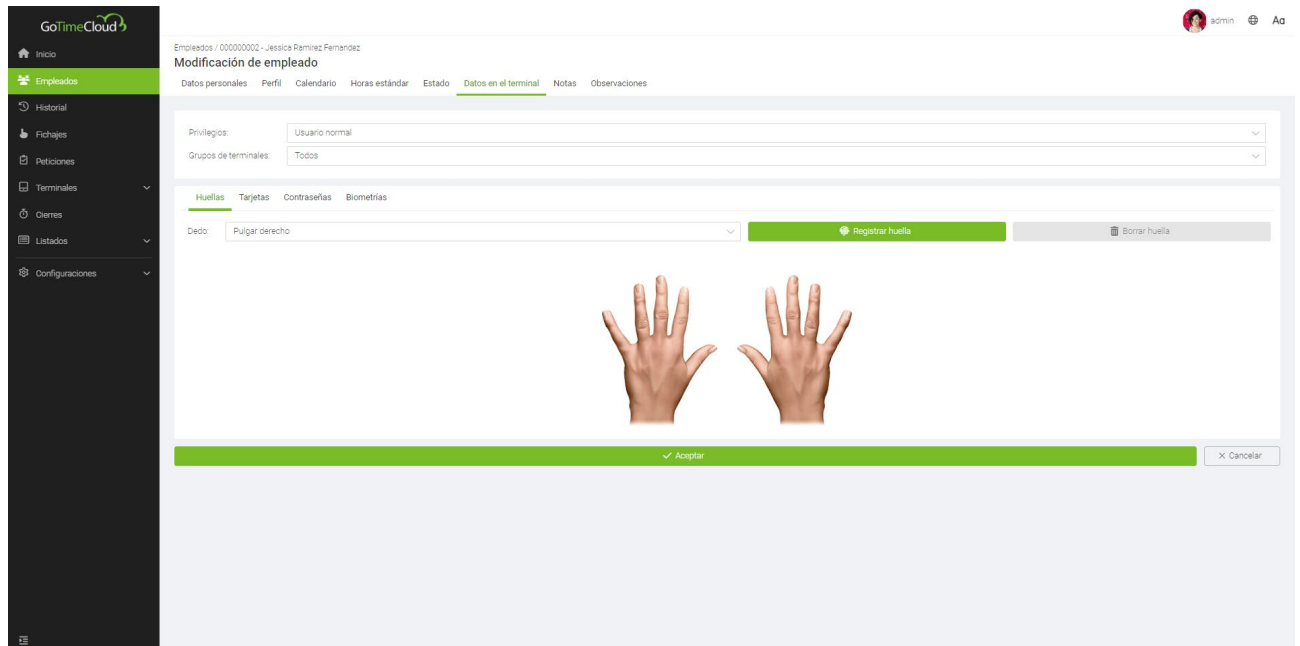 GoTimeCloud
admin Aα
Inicio
Empleados
Historial
Fichajes
Peticiones
Terminales
Cierres
Listados
Configuraciones
Empleados / 000000002 - Jessica Ramirez Fernandez
Modificación de empleado
Datos personales Perfil Calendario Horas estándar Estado Datos en el terminal Notas Observaciones
Privilegios: Usuario normal
Grupos de terminales: Todos
Huellas Tarjetas Contraseñas Biometrías
Dedo: Pulgar derecho Registrar huella Borrar huella
Aceptar Cancelar